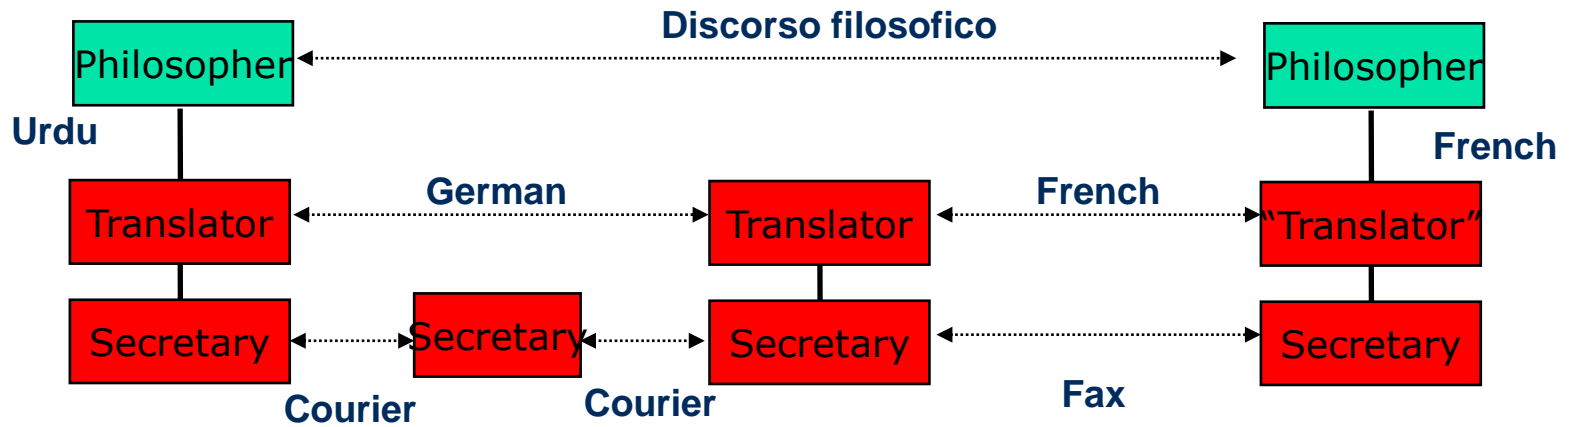 Discorso filosofico
Philosopher
Philosopher
Urdu
French
German
French
Translator
Translator
“Translator”
Secretary
Secretary
Secretary
Secretary
Courier
Courier
Fax